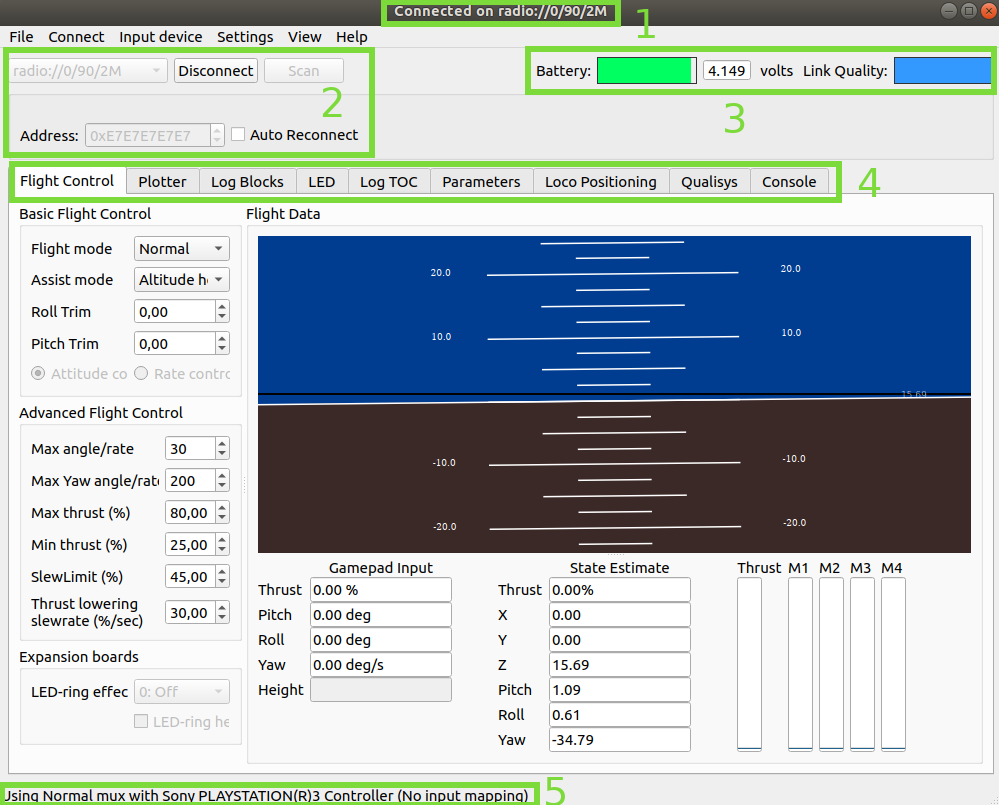 Connected on radio://0/90/2M
1
File Connect Input device Settings View Help
radio://0/90/2M Disconnect Scan
2
Battery: 4.149 volts Link Quality:
3
Address: 0xE7E7E7E7E7 Auto Reconnect
Flight Control Plotter Log Blocks LED Log TOC Parameters Loco Positioning Qualisys Console
4
Basic Flight Control
Flight mode Normal
Assist mode Altitude h
Roll Trim 0,00
Pitch Trim 0,00
Attitude co Rate contro
Advanced Flight Control
Max angle/rate 30
Max Yaw angle/rate 200
Max thrust (%) 80,00
Min thrust (%) 25,00
SlewLimit (%) 45,00
Thrust lowering
slewrate (%/sec) 30,00
Expansion boards
LED-ring effec 0: Off
LED-ring he
Flight Data
20.0 20.0
10.0 10.0
15.69
-10.0 -10.0
-20.0 -20.0
Gamepad Input
Thrust 0.00 %
Pitch 0.00 deg
Roll 0.00 deg
Yaw 0.00 deg/s
Height
State Estimate
Thrust 0.00%
X 0.00
Y 0.00
Z 15.69
Pitch 1.09
Roll 0.61
Yaw -34.79
Thrust M1 M2 M3 M4
Using Normal mux with Sony PLAYSTATION(R)3 Controller (No input mapping)
5